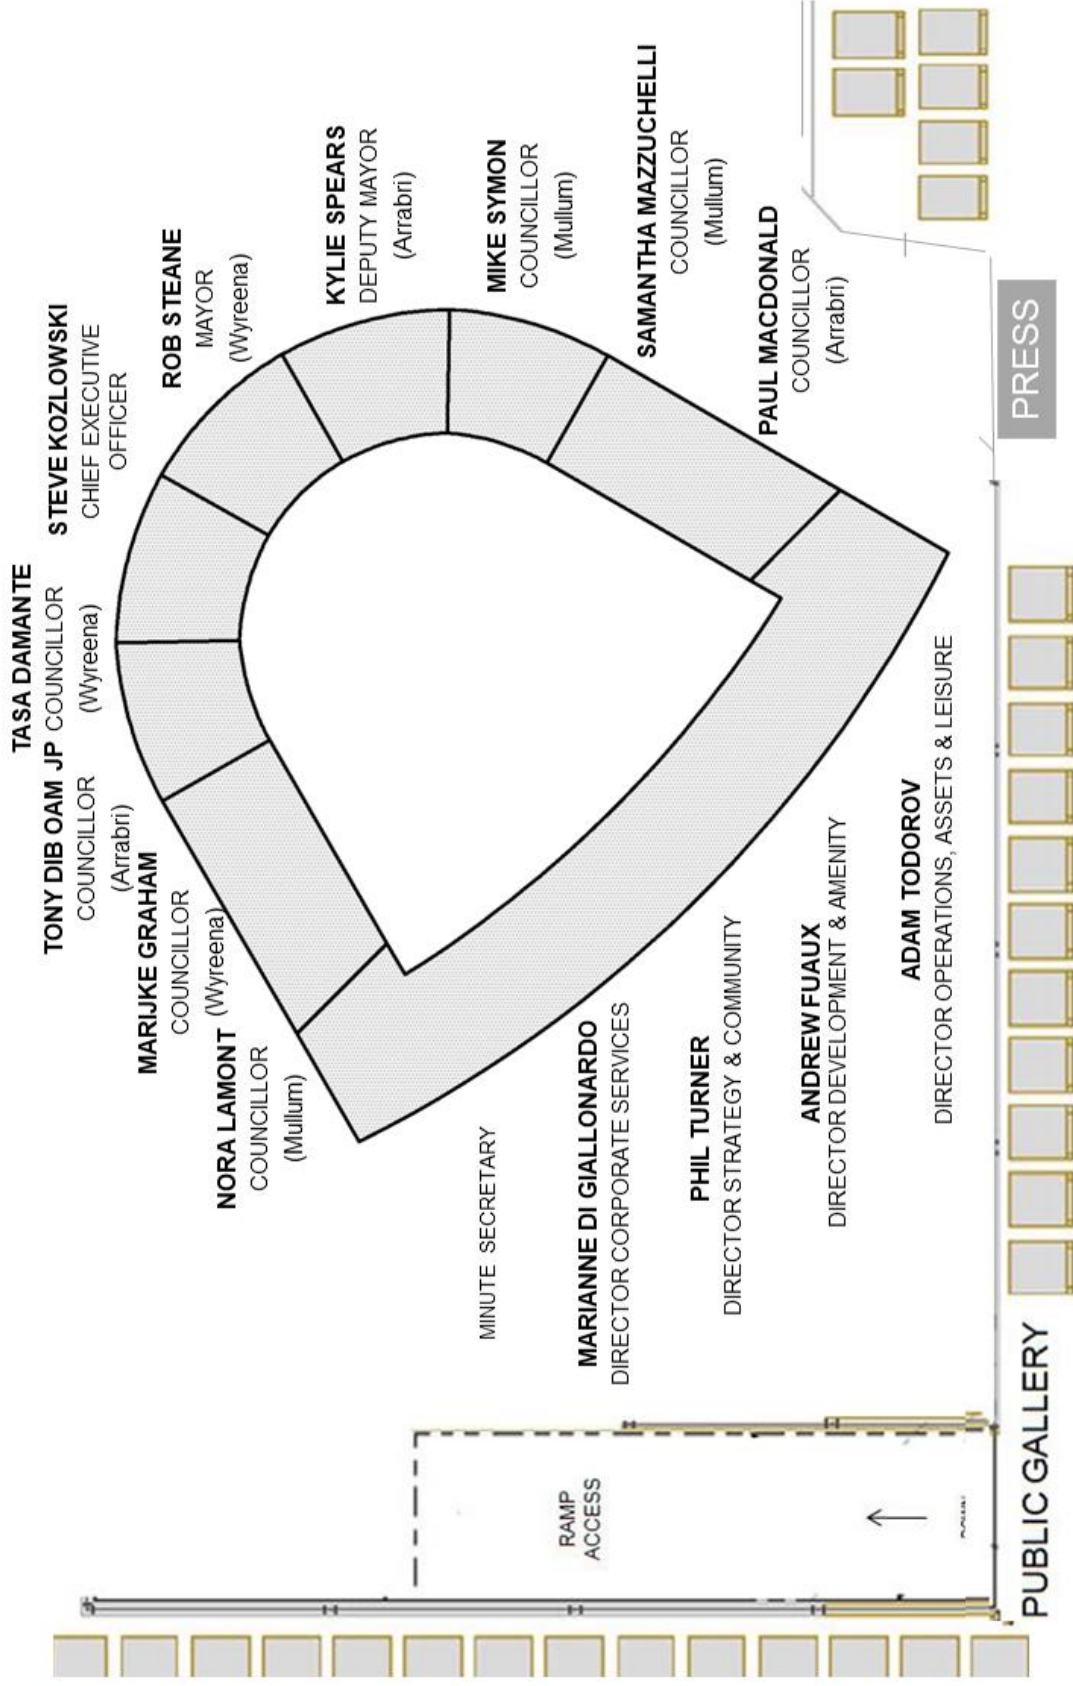 TASA DAMANTE
COUNCILLOR
(Wyreena)
TONY DIB OAM JP
COUNCILLOR
(Arrabri)
STEVE KOZLOWSKI
CHIEF EXECUTIVE
OFFICER
ROB STEANE
MAYOR
(Wyreena)
KYLIE SPEARS
DEPUTY MAYOR
(Arrabri)
MIKE SYMON
COUNCILLOR
(Mullum)
SAMANTHA MAZZUCHELLI
COUNCILLOR
(Mullum)
PAUL MACDONALD
COUNCILLOR
(Arrabri)
MARIJKE GRAHAM
COUNCILLOR
(Wyreena)
NORA LAMONT
COUNCILLOR
(Mullum)
MINUTE SECRETARY
MARIANNE DI GIALLONARDO
DIRECTOR CORPORATE SERVICES
PHIL TURNER
DIRECTOR STRATEGY & COMMUNITY
ANDREW FUAUX
DIRECTOR DEVELOPMENT & AMENITY
ADAM TODOROV
DIRECTOR OPERATIONS, ASSETS & LEISURE
RAMP
ACCESS
PUBLIC GALLERY
PRESS